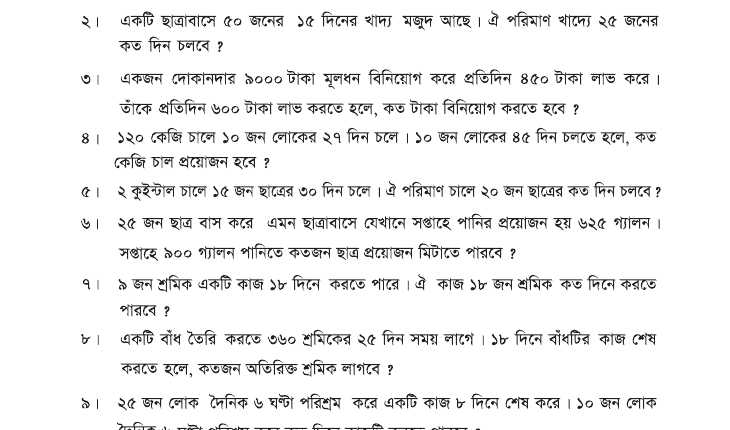 ২। একটি ছাত্রাবাসে ৫০ জনের ১৫ দিনের খাদ্য মজুদ আছে। ঐ পরিমাণ খাদ্যে ২৫ জনের
কত দিন চলবে ?
৩। একজন দোকানদার ৯০০০ টাকা মূলধন বিনিয়োগ করে প্রতিদিন ৪৫০ টাকা লাভ করে।
তাঁকে প্রতিদিন ৬০০ টাকা লাভ করতে হলে, কত টাকা বিনিয়োগ করতে হবে ?
৪। ১২০ কেজি চালে ১০ জন লোকের ২৭ দিন চলে। ১০ জন লোকের ৪৫ দিন চলতে হলে, কত
কেজি চাল প্রয়োজন হবে ?
৫। ২ কুইন্টাল চালে ১৫ জন ছাত্রের ৩০ দিন চলে। ঐ পরিমাণ চালে ২০ জন ছাত্রের কত দিন চলবে ?
৬। ২৫ জন ছাত্র বাস করে এমন ছাত্রাবাসে যেখানে সপ্তাহে পানির প্রয়োজন হয় ৬২৫ গ্যালন।
সপ্তাহে ৯০০ গ্যালন পানিতে কতজন ছাত্র প্রয়োজন মিটাতে পারবে ?
৭। ৯ জন শ্রমিক একটি কাজ ১৮ দিনে করতে পারে। ঐ কাজ ১৮ জন শ্রমিক কত দিনে করতে
পারবে ?
৮। একটি বাঁধ তৈরি করতে ৩৬০ শ্রমিকের ২৫ দিন সময় লাগে। ১৮ দিনে বাঁধটির কাজ শেষ
করতে হলে, কতজন অতিরিক্ত শ্রমিক লাগবে ?
৯। ২৫ জন লোক দৈনিক ৬ ঘণ্টা পরিশ্রম করে একটি কাজ ৮ দিনে শেষ করে। ১০ জন লোক